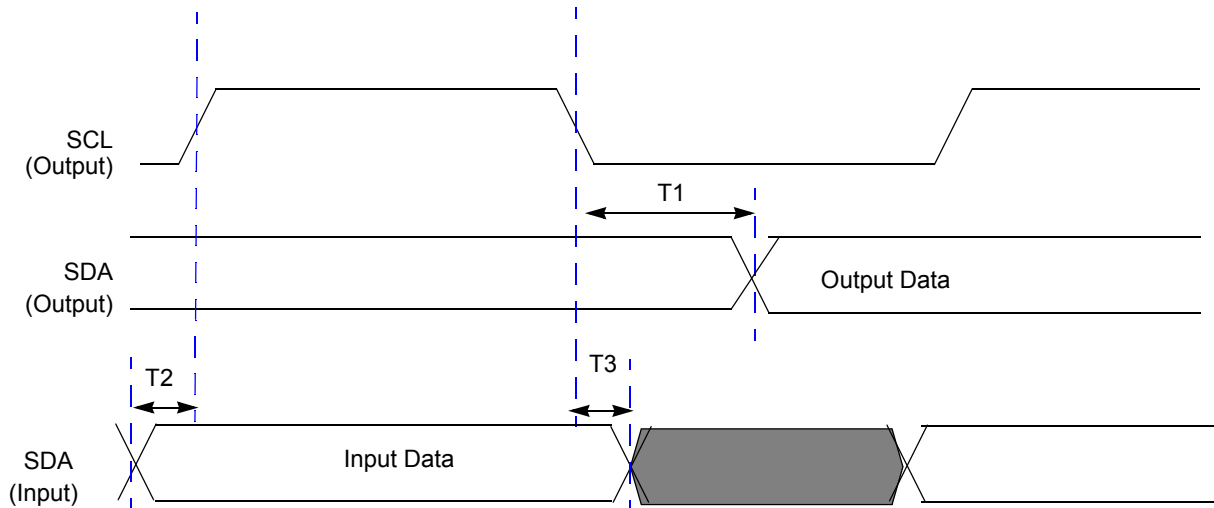 SCL
(Output)
T1
SDA
(Output)
Output Data
T2
T3
SDA
(Input)
Input Data